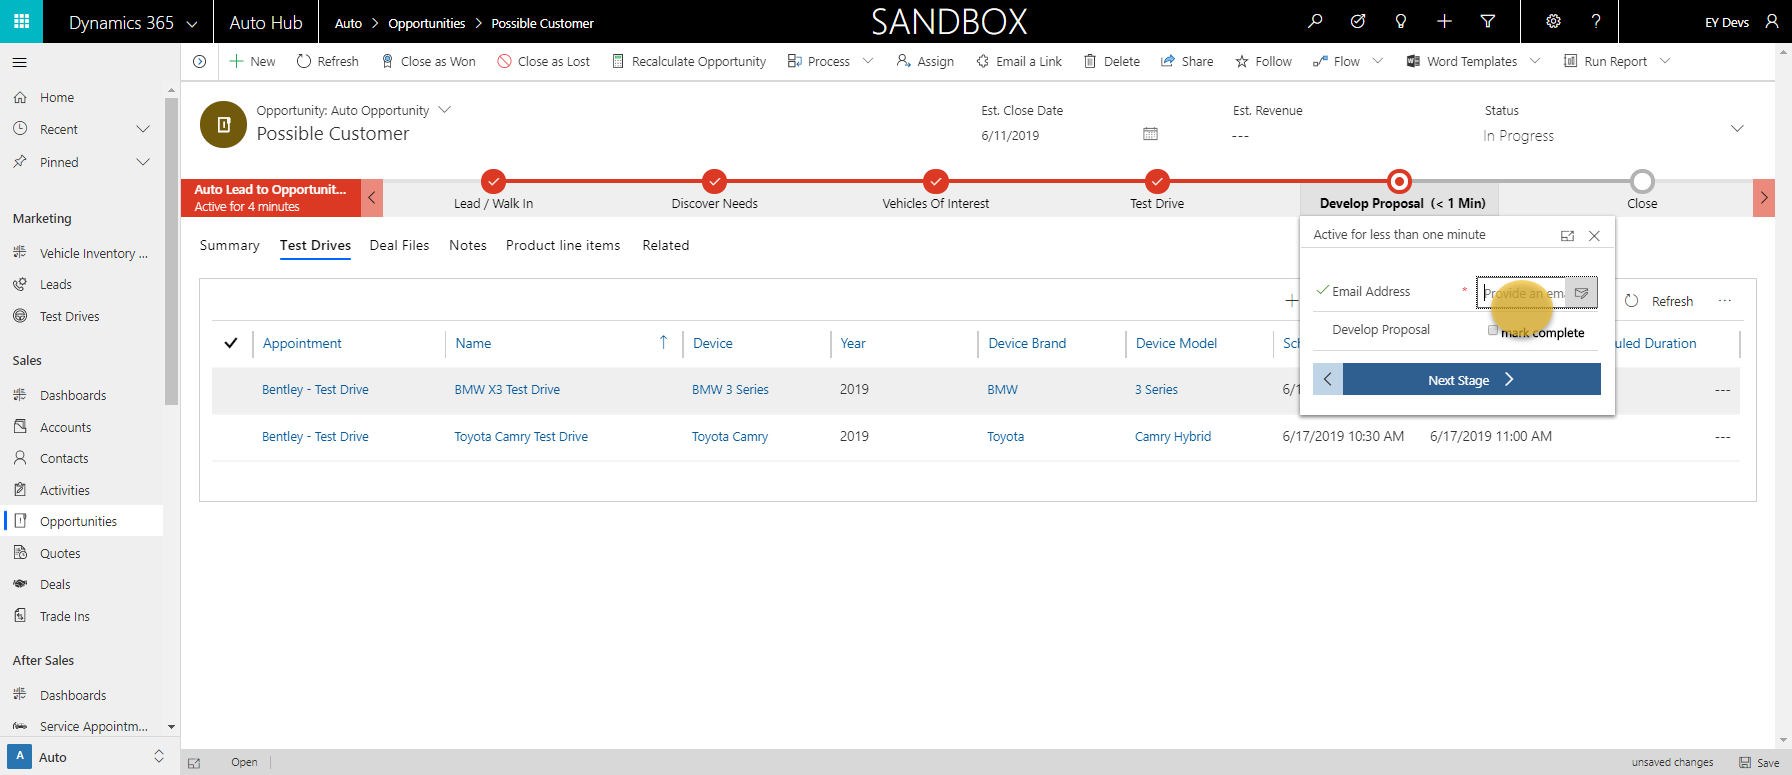 Dynamics 365
Auto Hub
Auto > Opportunities > Possible Customer
SANDBOX
EY Devs
New
Refresh
Close as Won
Close as Lost
Recalculate Opportunity
Process
Assign
Email a Link
Delete
Share
Follow
Flow
Word Templates
Run Report
Home
Recent
Pinned
Marketing
Vehicle Inventory ...
Leads
Test Drives
Sales
Dashboards
Accounts
Contacts
Activities
Opportunities
Quotes
Deals
Trade Ins
After Sales
Dashboards
Service Appointm...
A Auto
Opportunity: Auto Opportunity
Possible Customer
Est. Close Date
6/11/2019
Est. Revenue
---
Status
In Progress
Auto Lead to Opportunit...
Active for 4 minutes
Lead / Walk In
Discover Needs
Vehicles Of Interest
Test Drive
Develop Proposal (< 1 Min)
Close
Summary
Test Drives
Deal Files
Notes
Product line items
Related
Active for less than one minute
Email Address *
Provide an ema
Develop Proposal
mark complete
Next Stage
Refresh
...
Appointment
Name
Device
Year
Device Brand
Device Model
Sch
uled Duration
Bentley - Test Drive
BMW X3 Test Drive
BMW 3 Series
2019
BMW
3 Series
6/1
---
Bentley - Test Drive
Toyota Camry Test Drive
Toyota Camry
2019
Toyota
Camry Hybrid
6/17/2019 10:30 AM
6/17/2019 11:00 AM
---
Open
unsaved changes
Save